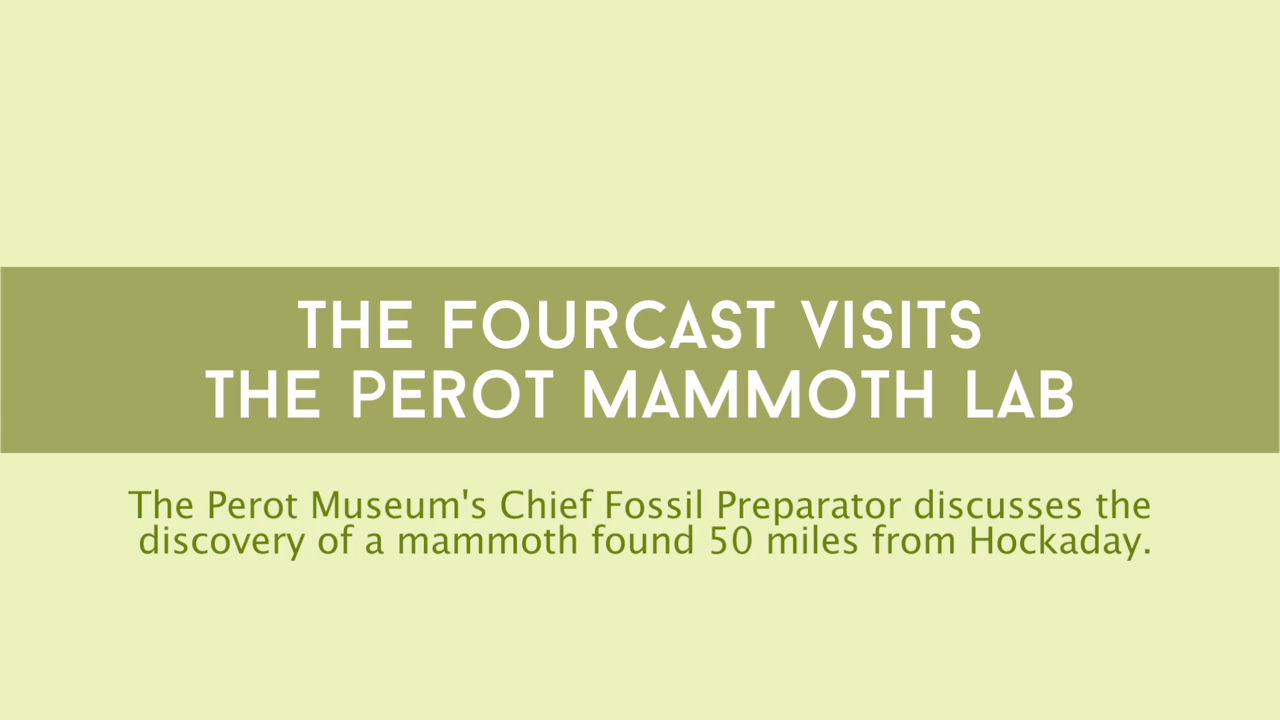 THE FOURCAST VISITS
THE PEROT MAMMOTH LAB
The Perot Museum's Chief Fossil Preparator discusses the
discovery of a mammoth found 50 miles from Hockaday.